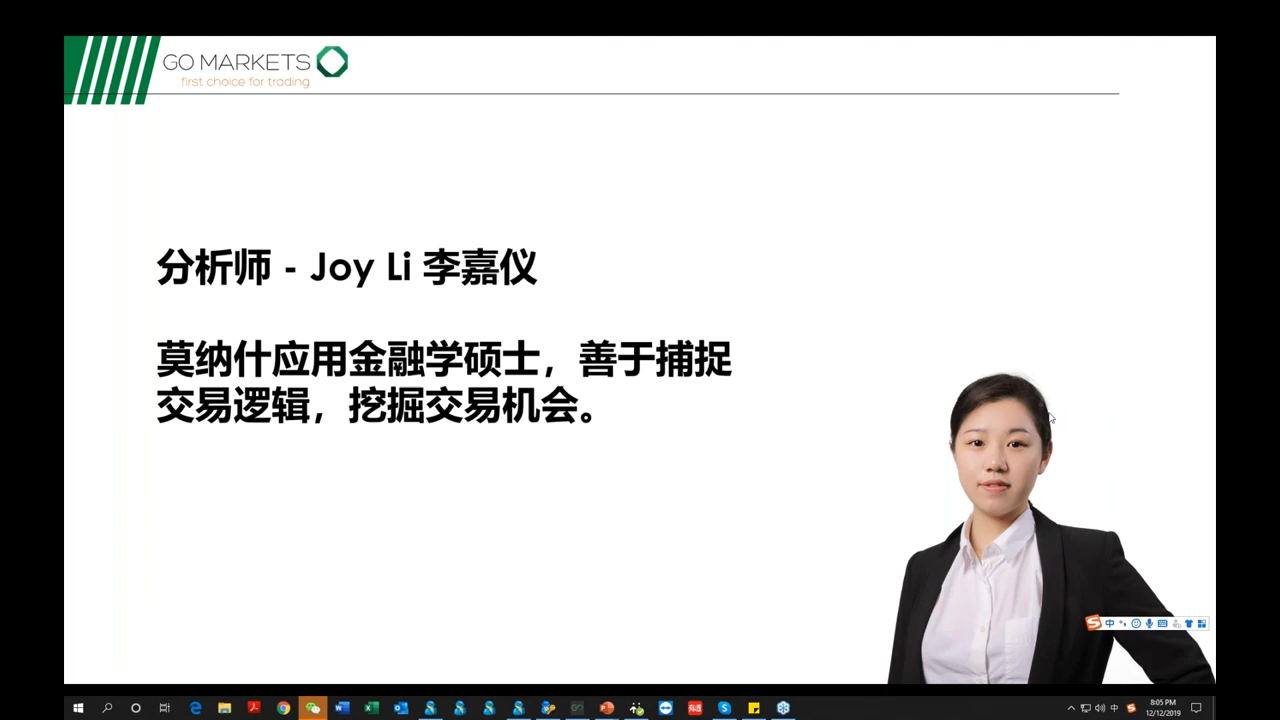 GO MARKETS
first choice for trading
分析师 - Joy Li 李嘉仪
莫纳什应用金融学硕士，善于捕捉
交易逻辑，挖掘交易机会。
中
中
8:05 PM
12/12/2019